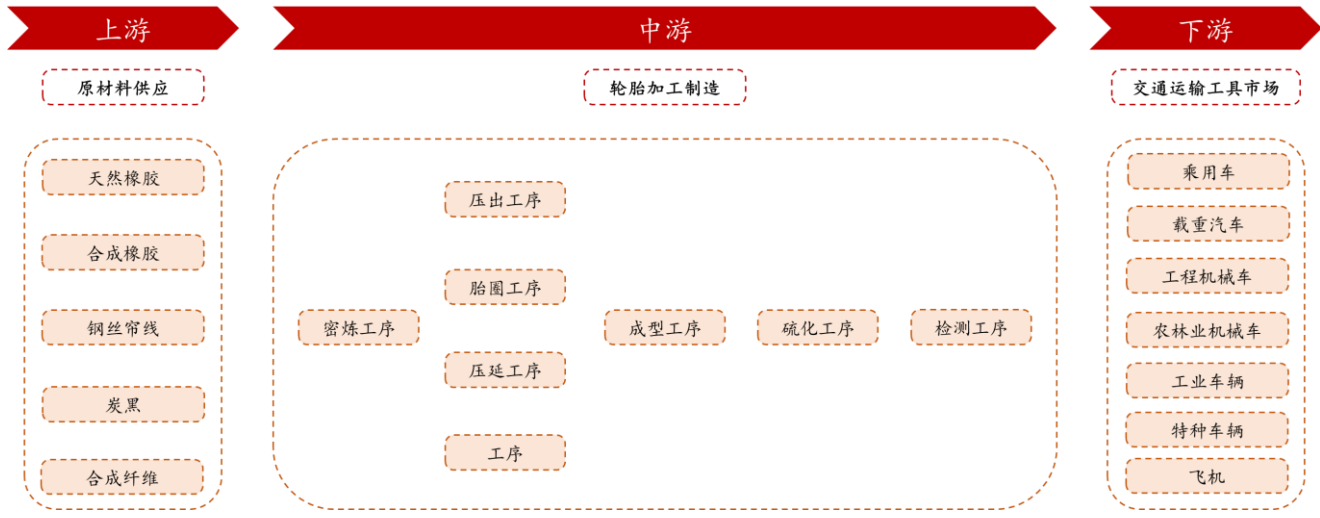 上游
中游
下游
原材料供应
轮胎加工制造
交通运输工具市场
天然橡胶
合成橡胶
钢丝帘线
炭黑
合成纤维
密炼工序
压出工序
胎圈工序
压延工序
工序
成型工序
硫化工序
检测工序
乘用车
载重汽车
工程机械车
农林业机械车
工业车辆
特种车辆
飞机